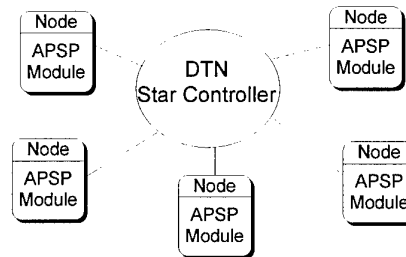 Node
APSP
Module
Node
APSP
Module
DTN
Star Controller
Node
APSP
Module
Node
APSP
Module
Node
APSP
Module